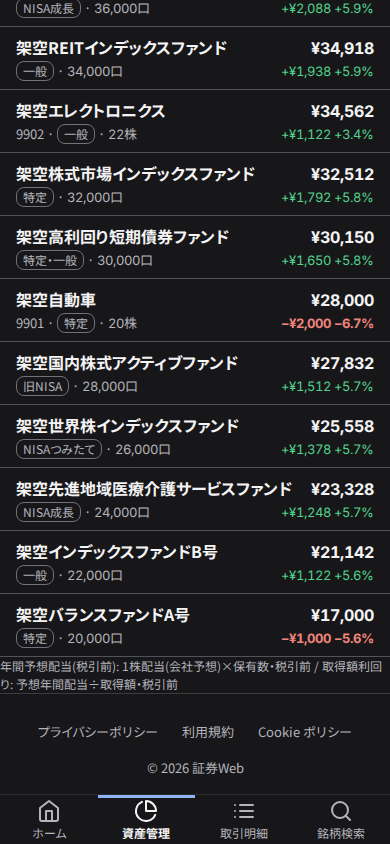 NISA成長 · 36,000口 +¥2,088 +5.9%
架空REITインデックスファンド ¥34,918
一般 · 34,000口 +¥1,938 +5.9%
架空エレクトロニクス ¥34,562
9902 · 一般 · 22株 +¥1,122 +3.4%
架空株式市場インデックスファンド ¥32,512
特定 · 32,000口 +¥1,792 +5.8%
架空高利回り短期債券ファンド ¥30,150
特定・一般 · 30,000口 +¥1,650 +5.8%
架空自動車 ¥28,000
9901 · 特定 · 20株 −¥2,000 −6.7%
架空国内株式アクティブファンド ¥27,832
旧NISA · 28,000口 +¥1,512 +5.7%
架空世界株インデックスファンド ¥25,558
NISAつみたて · 26,000口 +¥1,378 +5.7%
架空先進地域医療介護サービスファンド ¥23,328
NISA成長 · 24,000口 +¥1,248 +5.7%
架空インデックスファンドB号 ¥21,142
一般 · 22,000口 +¥1,122 +5.6%
架空バランスファンドA号 ¥17,000
特定 · 20,000口 −¥1,000 −5.6%
年間予想配当(税引前): 1株配当(会社予想)×保有数・税引前 / 取得額利回
り: 予想年間配当÷取得額・税引前
プライバシーポリシー 利用規約 Cookie ポリシー
© 2026 証券Web
ホーム 資産管理 取引明細 銘柄検索